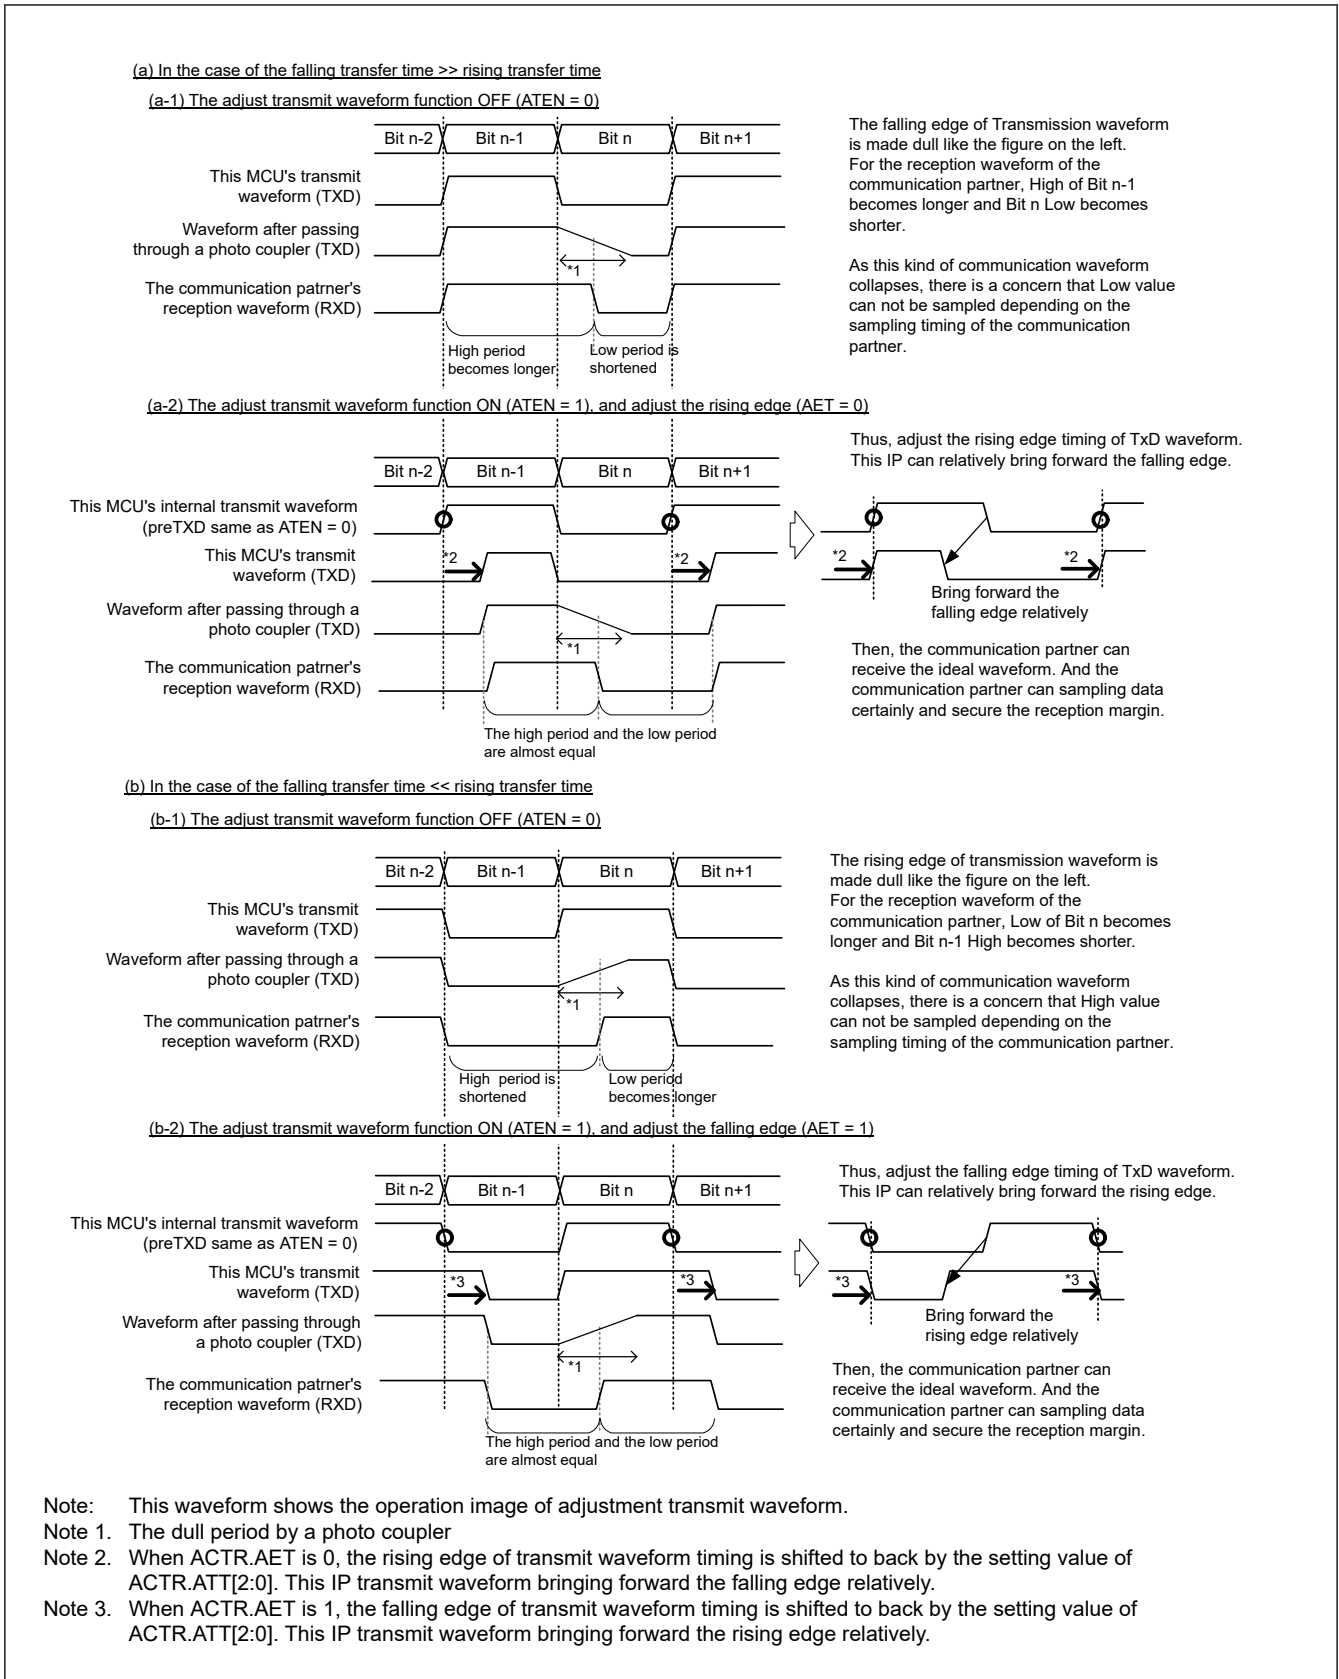 (a) In the case of the falling transfer time >> rising transfer time
(a-1) The adjust transmit waveform function OFF (ATEN = 0)
Bit n-2 Bit n-1 Bit n Bit n+1
This MCU's transmit
waveform (TXD)
Waveform after passing
through a photo coupler (TXD)
*1
The communication patrner's
reception waveform (RXD)
High period
becomes longer
Low period is
shortened
The falling edge of Transmission waveform
is made dull like the figure on the left.
For the reception waveform of the
communication partner, High of Bit n-1
becomes longer and Bit n Low becomes
shorter.
As this kind of communication waveform
collapses, there is a concern that Low value
can not be sampled depending on the
sampling timing of the communication
partner.
(a-2) The adjust transmit waveform function ON (ATEN = 1), and adjust the rising edge (AET = 0)
Bit n-2 Bit n-1 Bit n Bit n+1
This MCU's internal transmit waveform
(preTXD same as ATEN = 0)
This MCU's transmit
waveform (TXD)
*2 *2
Waveform after passing through a
photo coupler (TXD)
*1
The communication patrner's
reception waveform (RXD)
The high period and the low period
are almost equal
Thus, adjust the rising edge timing of TxD waveform.
This IP can relatively bring forward the falling edge.
*2 *2
Bring forward the
falling edge relatively
Then, the communication partner can
receive the ideal waveform. And the
communication partner can sampling data
certainly and secure the reception margin.
(b) In the case of the falling transfer time << rising transfer time
(b-1) The adjust transmit waveform function OFF (ATEN = 0)
Bit n-2 Bit n-1 Bit n Bit n+1
This MCU's transmit
waveform (TXD)
Waveform after passing through a
photo coupler (TXD)
*1
The communication patrner's
reception waveform (RXD)
High period is
shortened
Low period
becomes longer
The rising edge of transmission waveform is
made dull like the figure on the left.
For the reception waveform of the
communication partner, Low of Bit n becomes
longer and Bit n-1 High becomes shorter.
As this kind of communication waveform
collapses, there is a concern that High value
can not be sampled depending on the
sampling timing of the communication partner.
(b-2) The adjust transmit waveform function ON (ATEN = 1), and adjust the falling edge (AET = 1)
Bit n-2 Bit n-1 Bit n Bit n+1
This MCU's internal transmit waveform
(preTXD same as ATEN = 0)
This MCU's transmit
waveform (TXD)
*3 *3
Waveform after passing through
a photo coupler (TXD)
*1
The communication patrner's
reception waveform (RXD)
The high period and the low period
are almost equal
Thus, adjust the falling edge timing of TxD waveform.
This IP can relatively bring forward the rising edge.
*3 *3
Bring forward the
rising edge relatively
Then, the communication partner can
receive the ideal waveform. And the
communication partner can sampling data
certainly and secure the reception margin.
Note: This waveform shows the operation image of adjustment transmit waveform.
Note 1. The dull period by a photo coupler
Note 2. When ACTR.AET is 0, the rising edge of transmit waveform timing is shifted to back by the setting value of
ACTR.ATT[2:0]. This IP transmit waveform bringing forward the falling edge relatively.
Note 3. When ACTR.AET is 1, the falling edge of transmit waveform timing is shifted to back by the setting value of
ACTR.ATT[2:0]. This IP transmit waveform bringing forward the rising edge relatively.